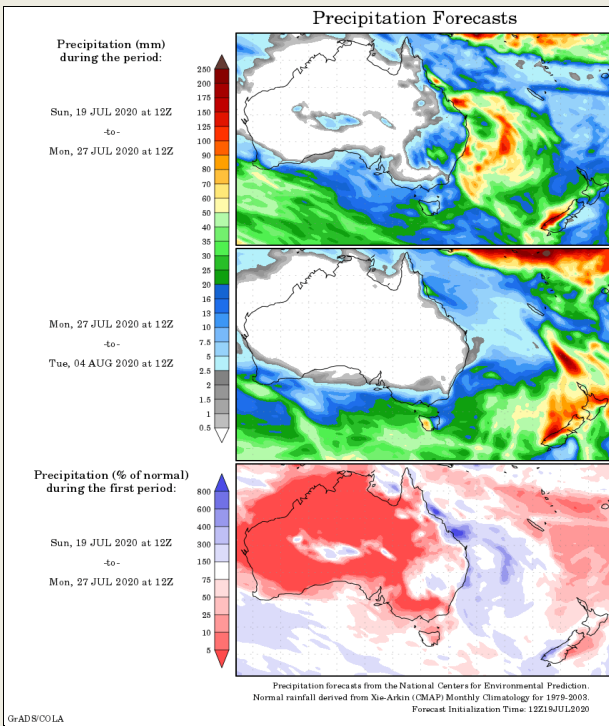 Precipitation Forecasts
Precipitation (mm)
during the period:
Sun, 19 JUL 2020 at 12Z
-to-
Mon, 27 JUL 2020 at 12Z
250
200
175
150
125
100
90
80
70
60
50
40
35
30
25
20
16
13
10
7.5
5
2.5
2
1.5
1
0.5
Mon, 27 JUL 2020 at 12Z
-to-
Tue, 04 AUG 2020 at 12Z
Precipitation (% of normal)
during the first period:
Sun, 19 JUL 2020 at 12Z
-to-
Mon, 27 JUL 2020 at 12Z
800
600
400
300
150
75
50
25
10
5
Precipitation forecasts from the National Centers for Environmental Prediction.
Normal rainfall derived from Xie-Arkin (CMAP) Monthly Climatology for 1979-2003.
Forecast Initialization Time: 12Z19JUL2020
GrADS/COLA